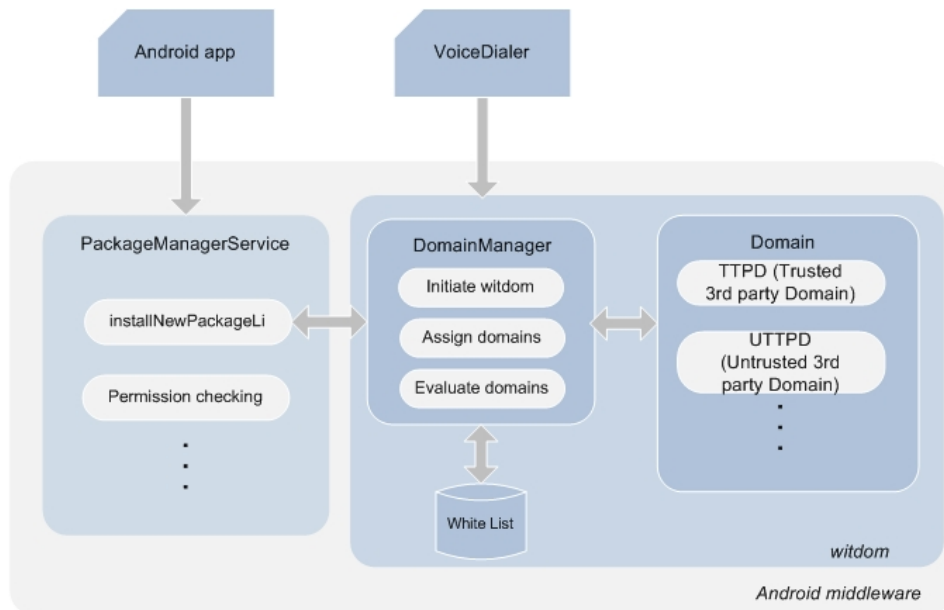 Android app
VoiceDialer
PackageManagerService
installNewPackageLi
Permission checking
DomainManager
Initiate witdom
Assign domains
Evaluate domains
White List
Domain
TTPD (Trusted
3rd party Domain)
UTTPD
(Untrusted 3rd
party Domain)
witdom
Android middleware